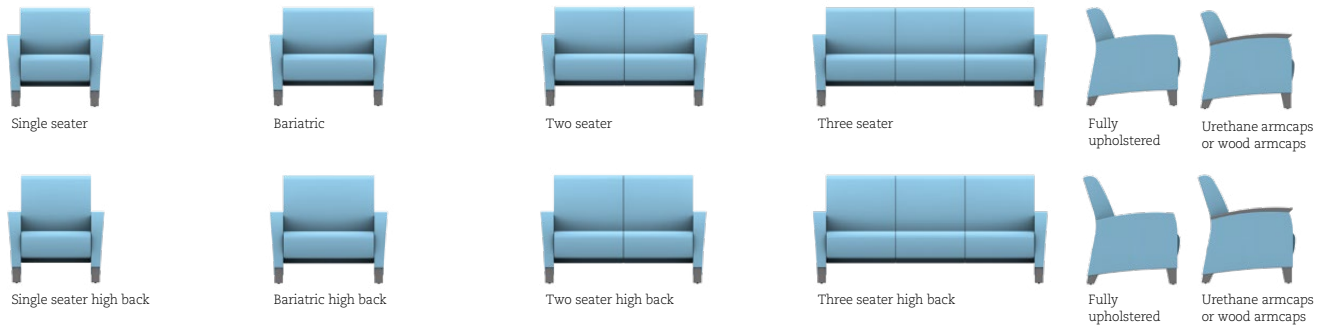 Single seater
Bariatric
Two seater
Three seater
Fully
upholstered
Urethane armcaps
or wood armcaps
Single seater high back
Bariatric high back
Two seater high back
Three seater high back
Fully
upholstered
Urethane armcaps
or wood armcaps